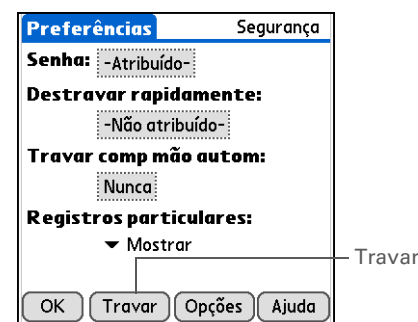 Preferências Segurança
Senha: -Atribuído-
Destravar rapidamente:
-Não atribuído-
Travar comp mão autom:
Nunca
Registros particulares:
Mostrar
Travar
OK Travar Opções Ajuda